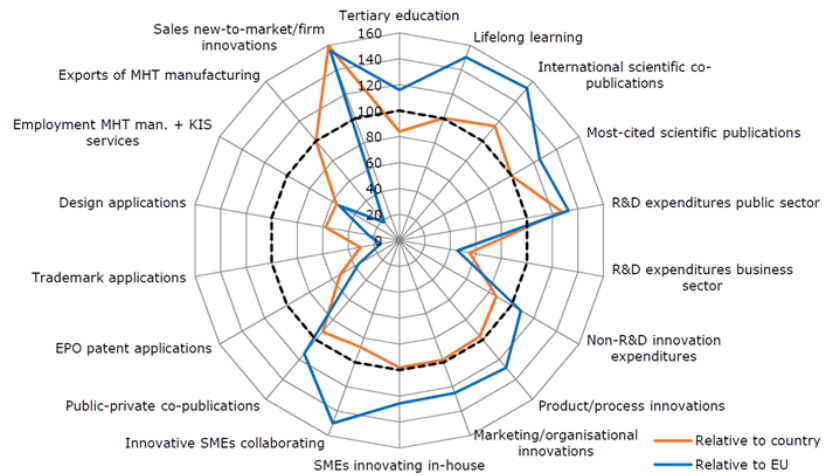 Tertiary education
Sales new-to-market/firm
innovations
Lifelong learning
Exports of MHT manufacturing
International scientific co-
publications
Employment MHT man. + KIS
services
Most-cited scientific publications
Design applications
R&D expenditures public sector
Trademark applications
R&D expenditures business
sector
EPO patent applications
Non-R&D innovation
expenditures
Public-private co-publications
Product/process innovations
Innovative SMEs collaborating
Marketing/organisational
innovations
SMEs innovating in-house
160
140
120
100
80
60
40
20
0
Relative to country
Relative to EU